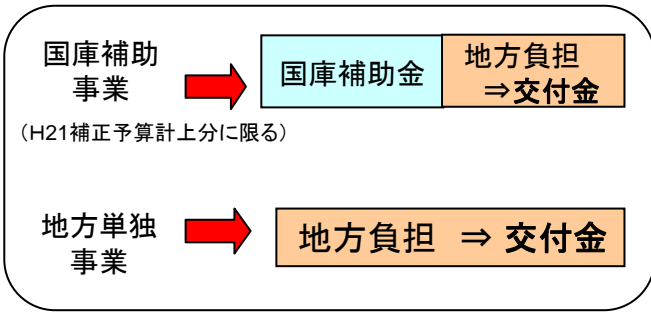 国庫補助
事業
国庫補助金
地方負担
⇒交付金
（H21補正予算計上分に限る）
地方単独
事業
地方負担 ⇒ 交付金